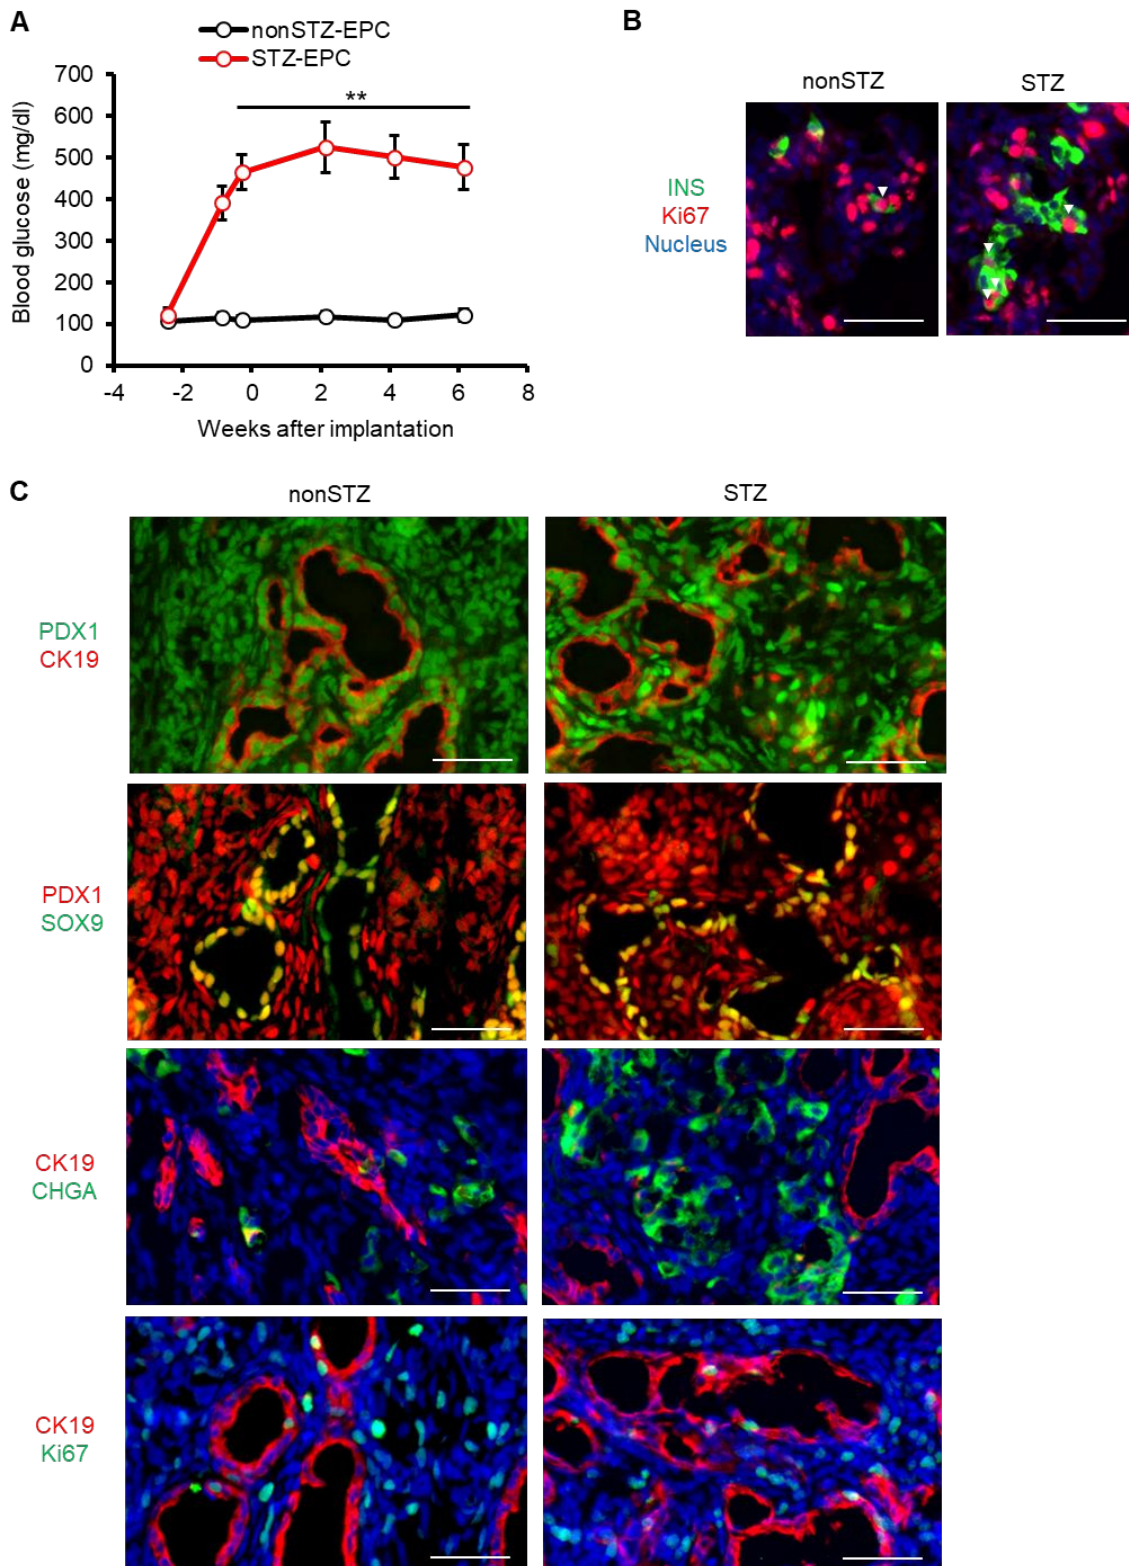 A
nonSTZ-EPC
STZ-EPC
**
Blood glucose (mg/dl)
700
600
500
400
300
200
100
0
-4 -2 0 2 4 6 8
Weeks after implantation
B
nonSTZ STZ
INS
Ki67
Nucleus
C
nonSTZ STZ
PDX1
CK19
PDX1
SOX9
CK19
CHGA
CK19
Ki67